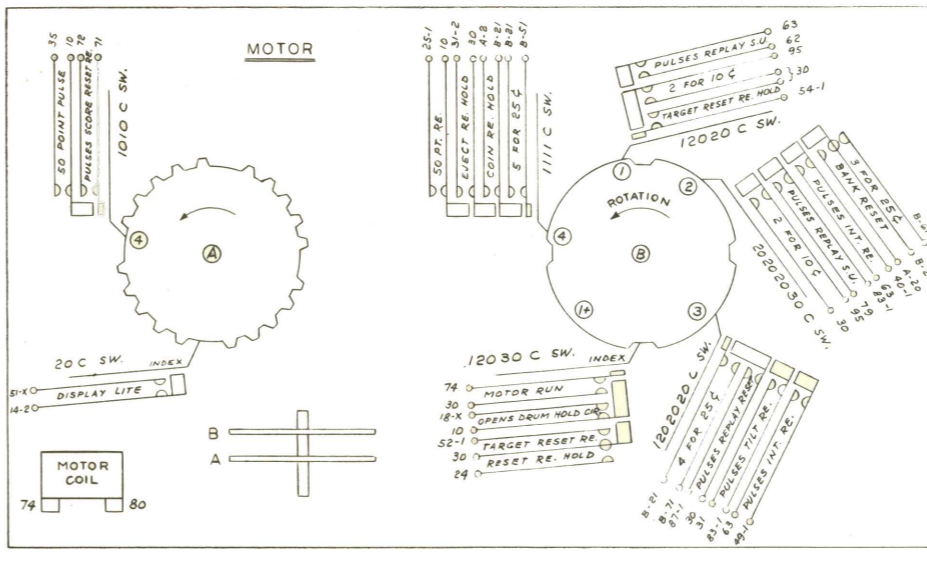 MOTOR
35
10
72
71
50 POINT PULSE
PULSES SCORE RESET RE.
1010 C SW.
4
A
20 C SW.
INDEX
51-X
14-2
DISPLAY LITE
MOTOR
COIL
74
80
B
A
25-1
10
31-2
30
A-8
B-21
B-21
B-51
50 PT. RE.
EJECT RE. HOLD
COIN RE. HOLD
5 FOR 25¢
1111 C SW.
63
62
95
30
54-1
PULSES REPLAY S.U.
2 FOR 10¢
TARGET RESET RE. HOLD
12020 C SW.
1
2
ROTATION
4
B
1+
3
3 FOR 25¢
BANK RESET
PULSES INT. RE.
PULSES REPLAY S.U.
2 FOR 10¢
20202030 C SW.
A-20
40-1
63
83-1
79
95
30
12030 C SW.
INDEX
74
30
18-X
10
52-1
30
24
MOTOR RUN
OPENS DRUM HOLD CIR.
TARGET RESET RE.
RESET RE. HOLD
1202020 C SW.
4 FOR 25¢
PULSES REPLAY RESET
PULSES TILT RE.
PULSES INT. RE.
B-21
B-71
87-1
30
31
83-1
63
49-1